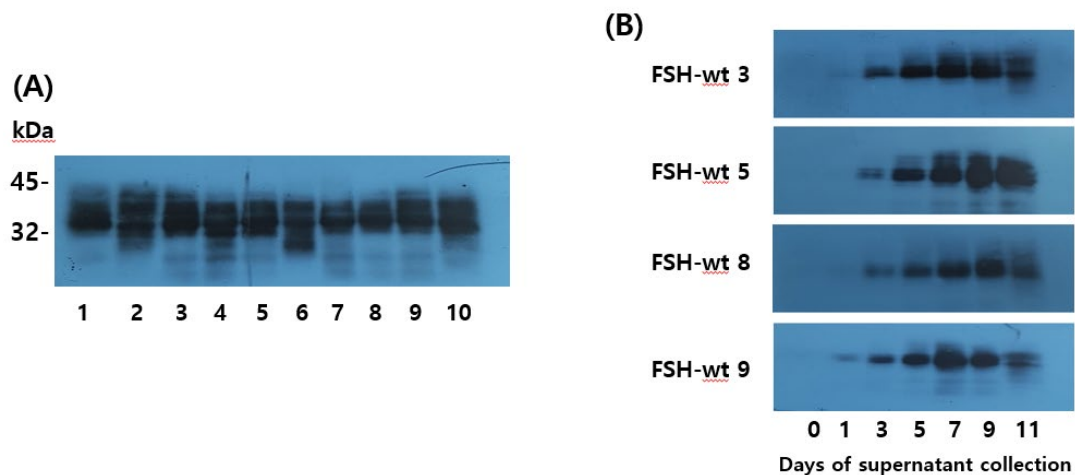 (A)
kDa
45-
32-
1 2 3 4 5 6 7 8 9 10
(B)
FSH-wt 3
FSH-wt 5
FSH-wt 8
FSH-wt 9
0 1 3 5 7 9 11
Days of supernatant collection